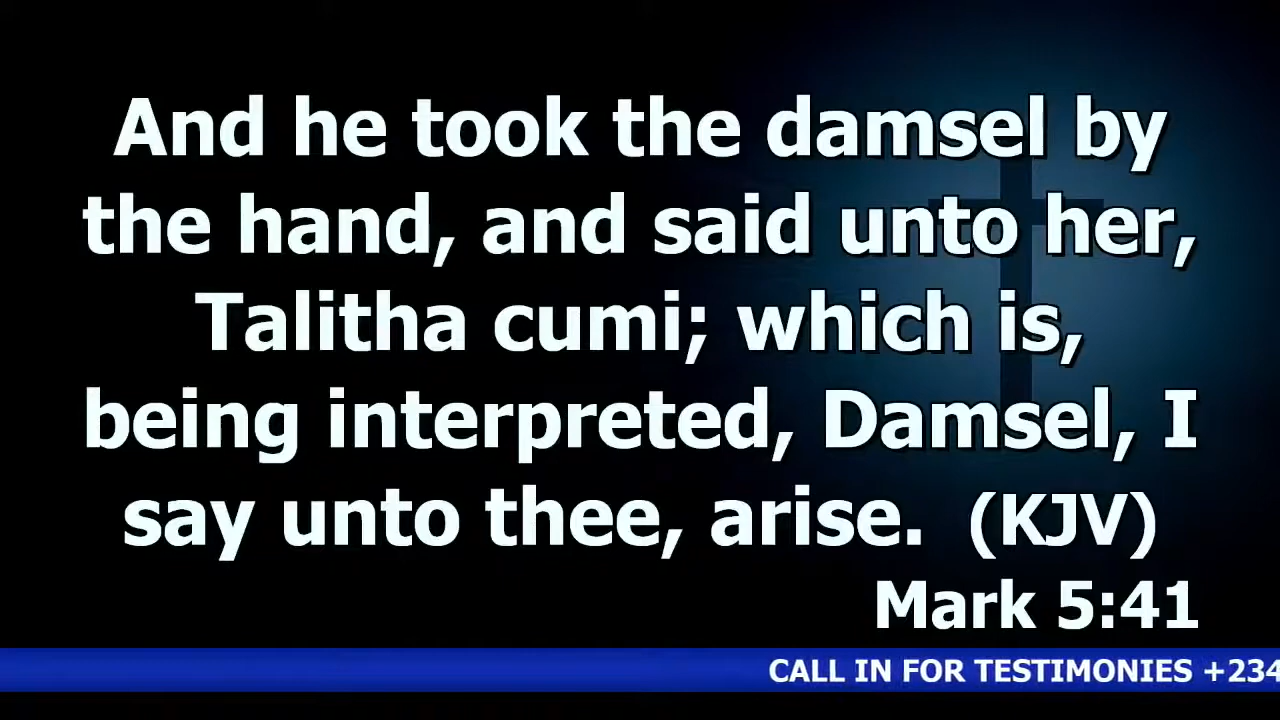 And he took the damsel by
the hand, and said unto her,
Talitha cumi; which is,
being interpreted, Damsel, I
say unto thee, arise.  (KJV)
Mark 5:41
CALL IN FOR TESTIMONIES +234